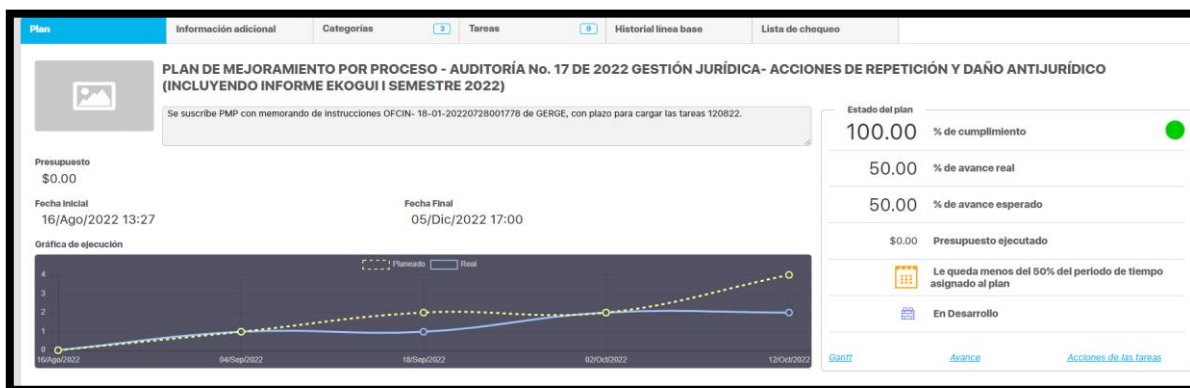 Plan
Información adicional
Categorías 3
Tareas 0
Historial línea base
Lista de chequeo
PLAN DE MEJORAMIENTO POR PROCESO - AUDITORÍA No. 17 DE 2022 GESTIÓN JURÍDICA- ACCIONES DE REPETICIÓN Y DAÑO ANTIJURÍDICO
(INCLUYENDO INFORME EKOGUI I SEMESTRE 2022)
Se suscribe PMP con memorando de instrucciones OFCIN- 18-01-20220728001778 de GERGE, con plazo para cargar las tareas 120822.
Presupuesto
$0.00
Fecha Inicial
16/Ago/2022 13:27
Fecha Final
05/Dic/2022 17:00
Gráfica de ejecución
Planeado Real
4
3
2
1
0
16/Ago/2022 04/Sep/2022 18/Sep/2022 02/Oct/2022 12/Oct/2022
Estado del plan
100.00 % de cumplimiento
50.00 % de avance real
50.00 % de avance esperado
$0.00 Presupuesto ejecutado
Le queda menos del 50% del periodo de tiempo
asignado al plan
En Desarrollo
Gantt Avance Acciones de las tareas